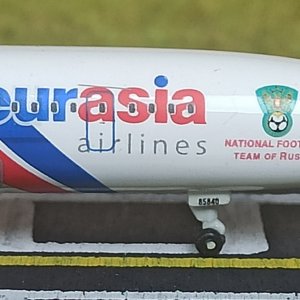 eurasia
airlines
NATIONAL FOOT
TEAM OF RUS
85840